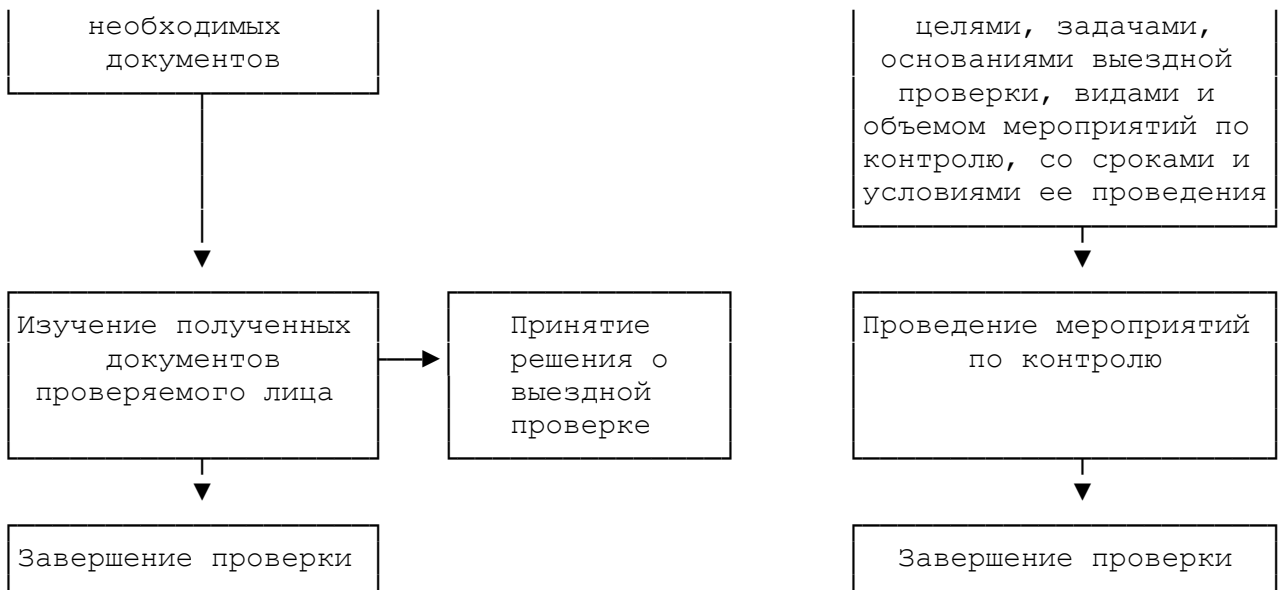 необходимых
документов
целями, задачами,
основаниями выездной
проверки, видами и
объемом мероприятий по
контролю, со сроками и
условиями ее проведения
Изучение полученных
документов
проверяемого лица
Принятие
решения о
выездной
проверке
Проведение мероприятий
по контролю
Завершение проверки
Завершение проверки